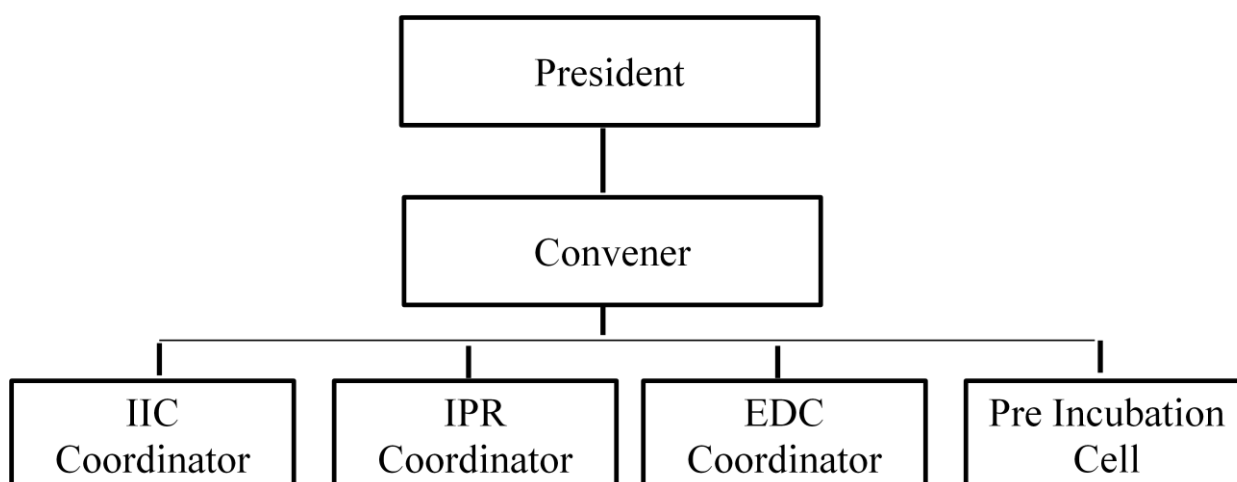 President
Convener
IIC
Coordinator
IPR
Coordinator
EDC
Coordinator
Pre Incubation
Cell